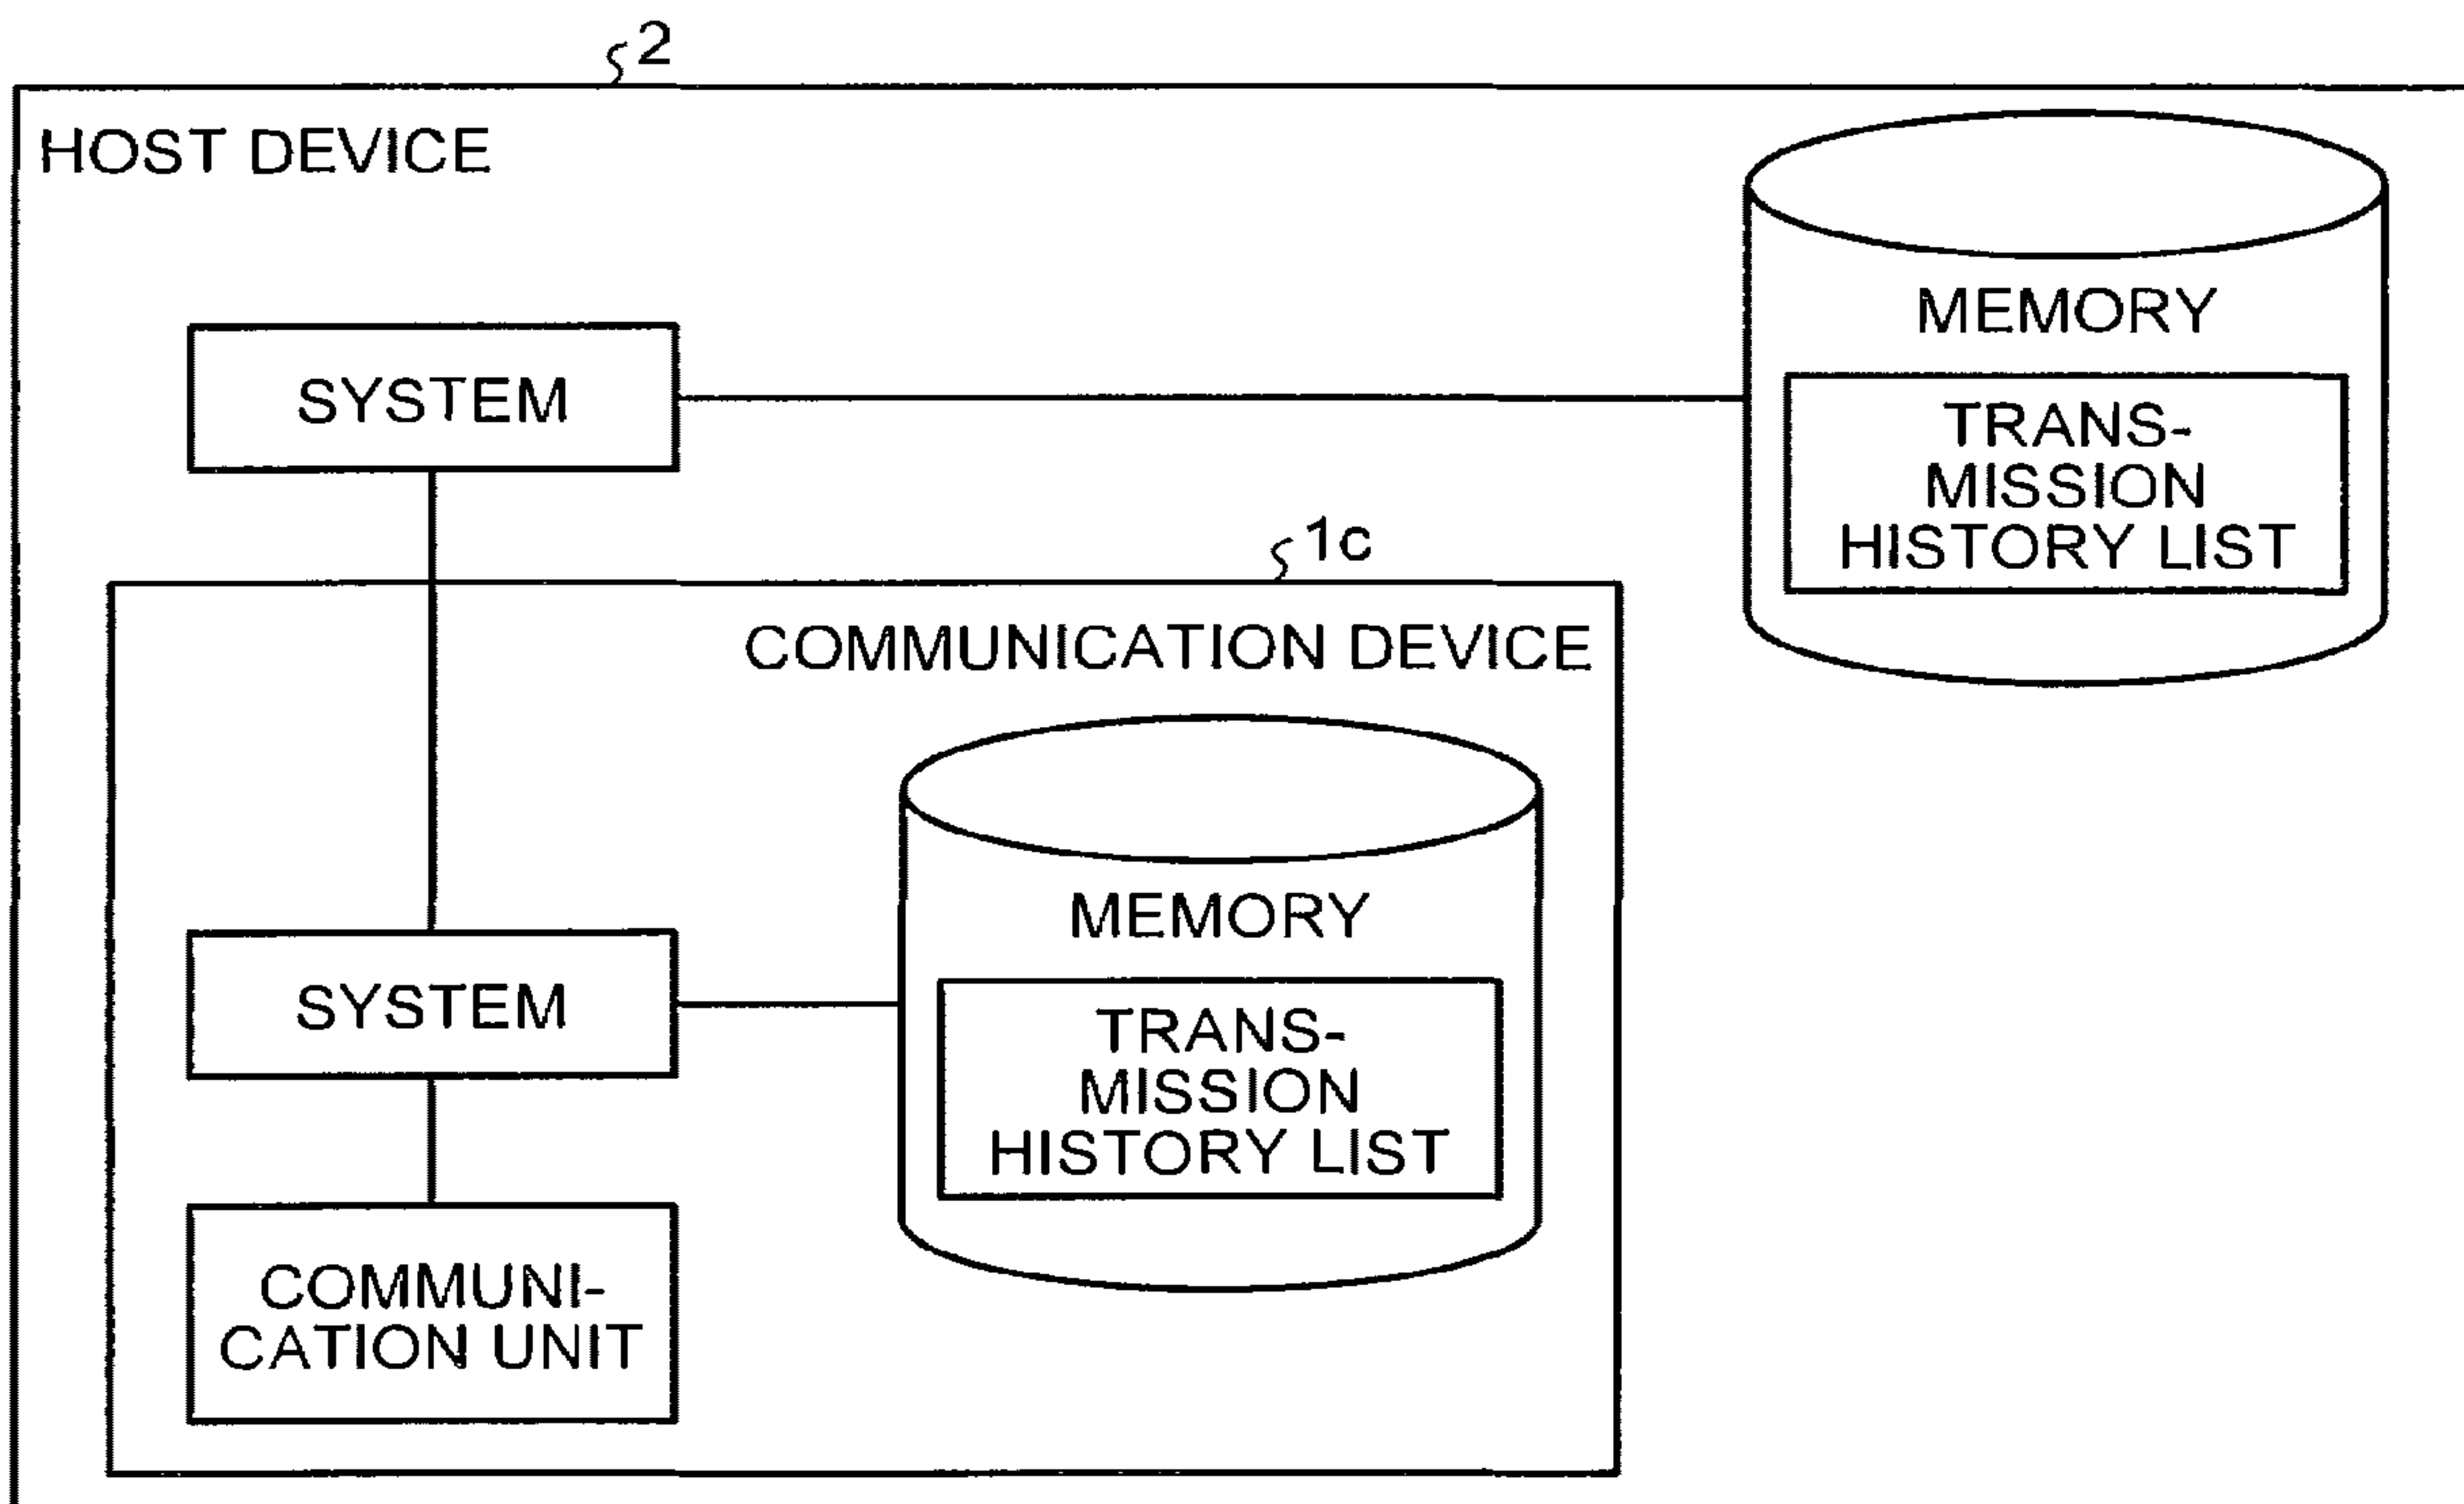 2
HOST DEVICE
MEMORY
SYSTEM
TRANS-
MISSION
HISTORY LIST
1c
COMMUNICATION DEVICE
MEMORY
SYSTEM
TRANS-
MISSION
HISTORY LIST
COMMUNI-
CATION UNIT